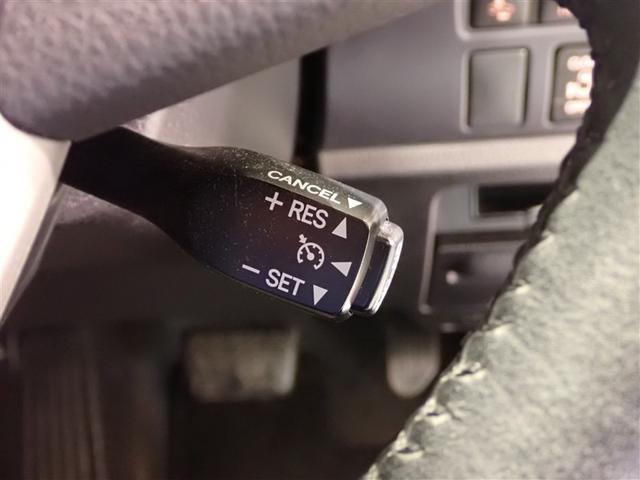 CANCEL▼
+ RES ▲
− SET ▼